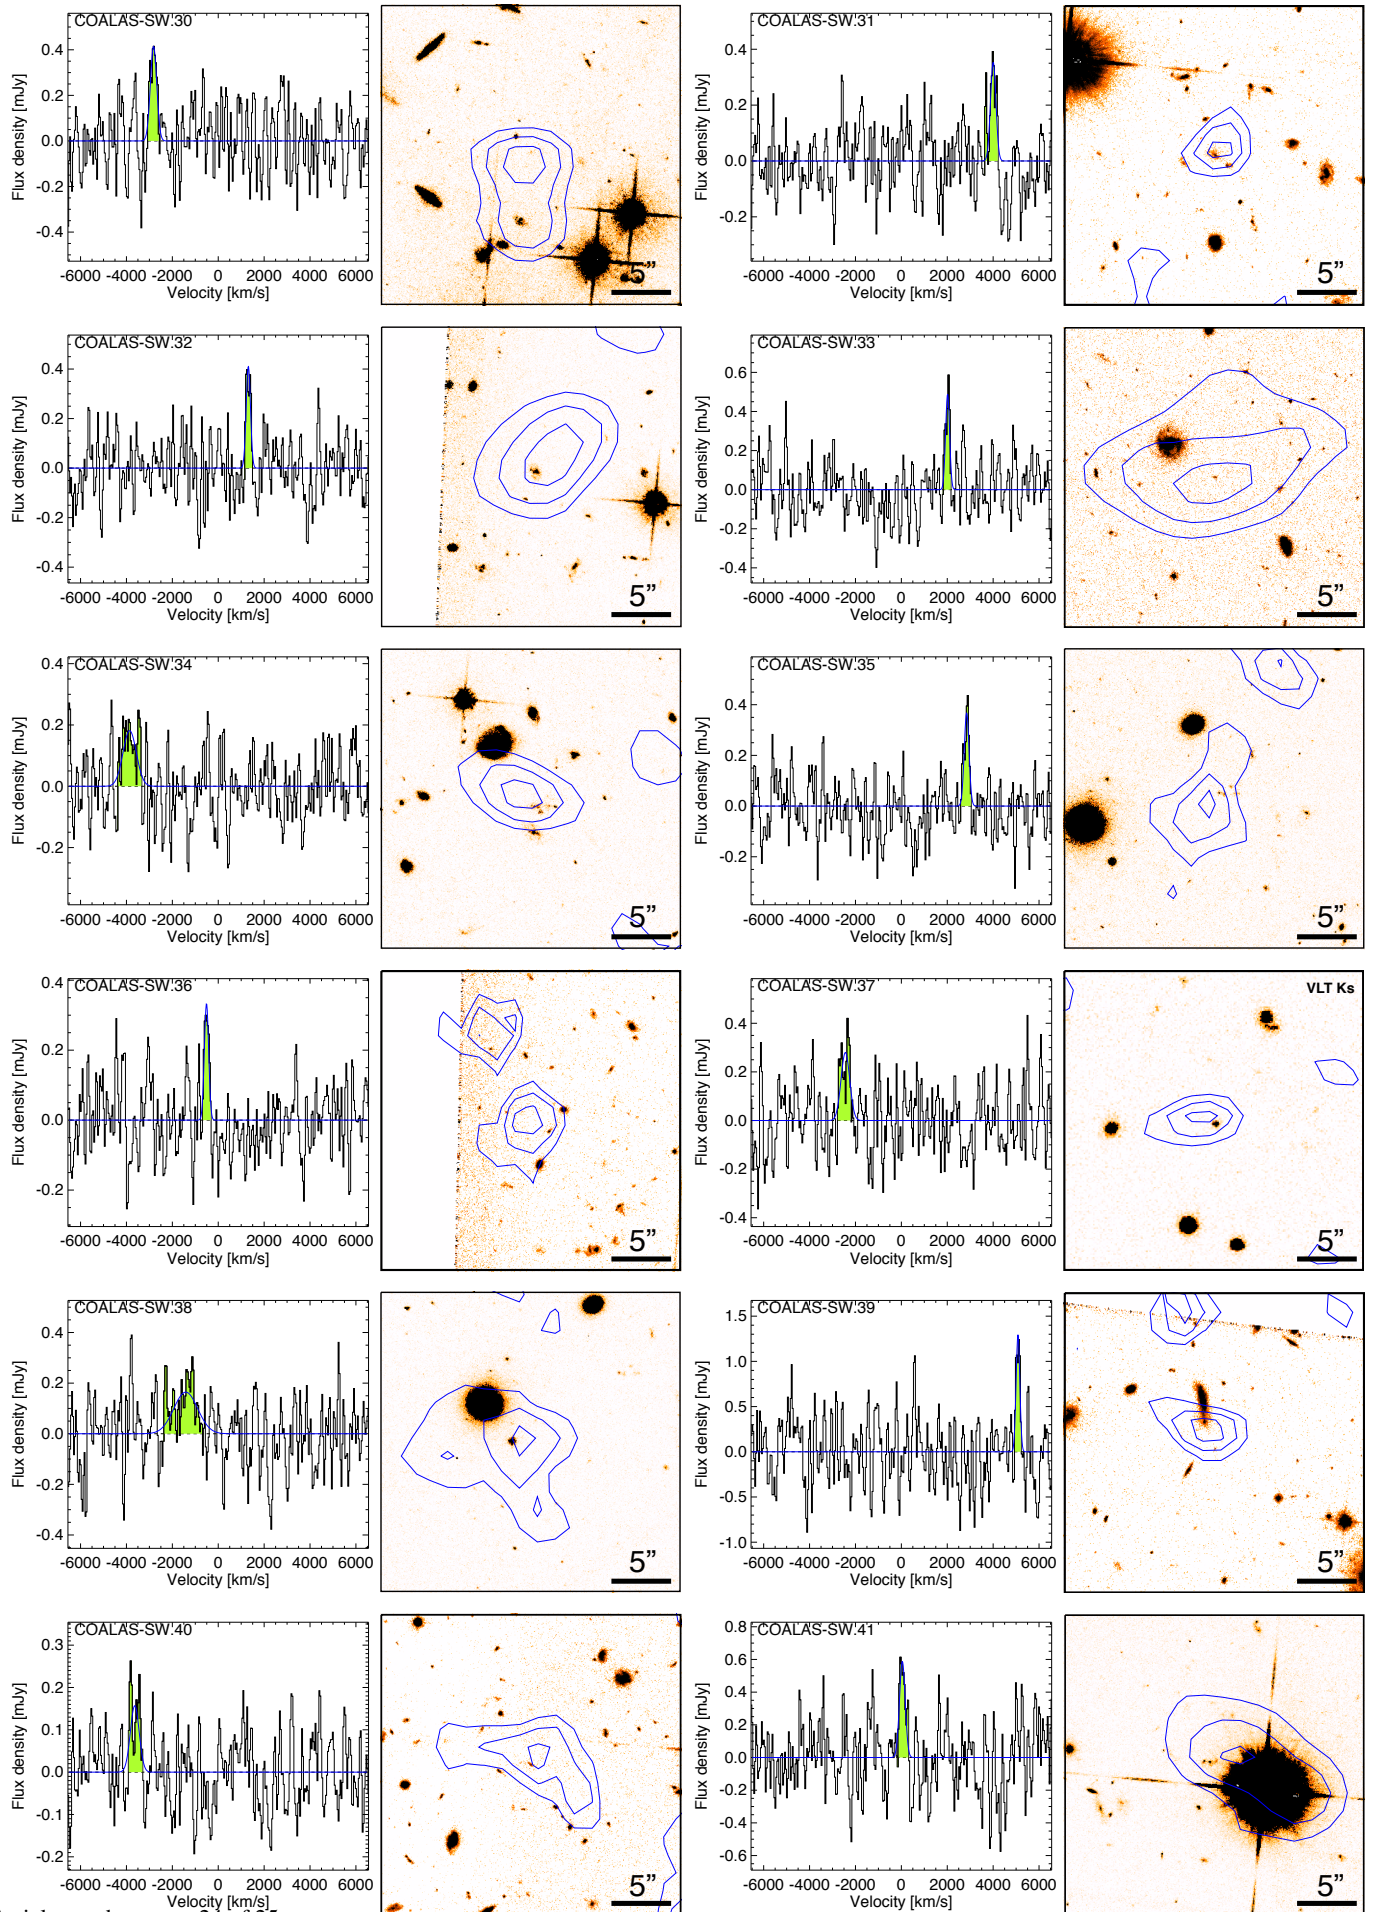 COALAS-SW.30
0.4
0.2
0.0
-0.2
-0.4
Flux density [mJy]
-6000 -4000 -2000 0 2000 4000 6000
Velocity [km/s]
5”
COALAS-SW.31
0.4
0.2
0.0
-0.2
Flux density [mJy]
-6000 -4000 -2000 0 2000 4000 6000
Velocity [km/s]
5”
COALAS-SW.32
0.4
0.2
0.0
-0.2
-0.4
Flux density [mJy]
-6000 -4000 -2000 0 2000 4000 6000
Velocity [km/s]
5”
COALAS-SW.33
0.6
0.4
0.2
0.0
-0.2
-0.4
Flux density [mJy]
-6000 -4000 -2000 0 2000 4000 6000
Velocity [km/s]
5”
COALAS-SW.34
0.4
0.2
0.0
-0.2
Flux density [mJy]
-6000 -4000 -2000 0 2000 4000 6000
Velocity [km/s]
5”
COALAS-SW.35
0.4
0.2
0.0
-0.2
Flux density [mJy]
-6000 -4000 -2000 0 2000 4000 6000
Velocity [km/s]
5”
COALAS-SW.36
0.4
0.2
0.0
-0.2
Flux density [mJy]
-6000 -4000 -2000 0 2000 4000 6000
Velocity [km/s]
5”
COALAS-SW.37
0.4
0.2
0.0
-0.2
-0.4
Flux density [mJy]
-6000 -4000 -2000 0 2000 4000 6000
Velocity [km/s]
VLT Ks
5”
COALAS-SW.38
0.4
0.2
0.0
-0.2
-0.4
Flux density [mJy]
-6000 -4000 -2000 0 2000 4000 6000
Velocity [km/s]
5”
COALAS-SW.39
1.5
1.0
0.5
0.0
-0.5
-1.0
Flux density [mJy]
-6000 -4000 -2000 0 2000 4000 6000
Velocity [km/s]
5”
COALAS-SW.40
0.3
0.2
0.1
0.0
-0.1
-0.2
Flux density [mJy]
-6000 -4000 -2000 0 2000 4000 6000
Velocity [km/s]
5”
COALAS-SW.41
0.8
0.6
0.4
0.2
0.0
-0.2
-0.4
-0.6
Flux density [mJy]
-6000 -4000 -2000 0 2000 4000 6000
Velocity [km/s]
5”